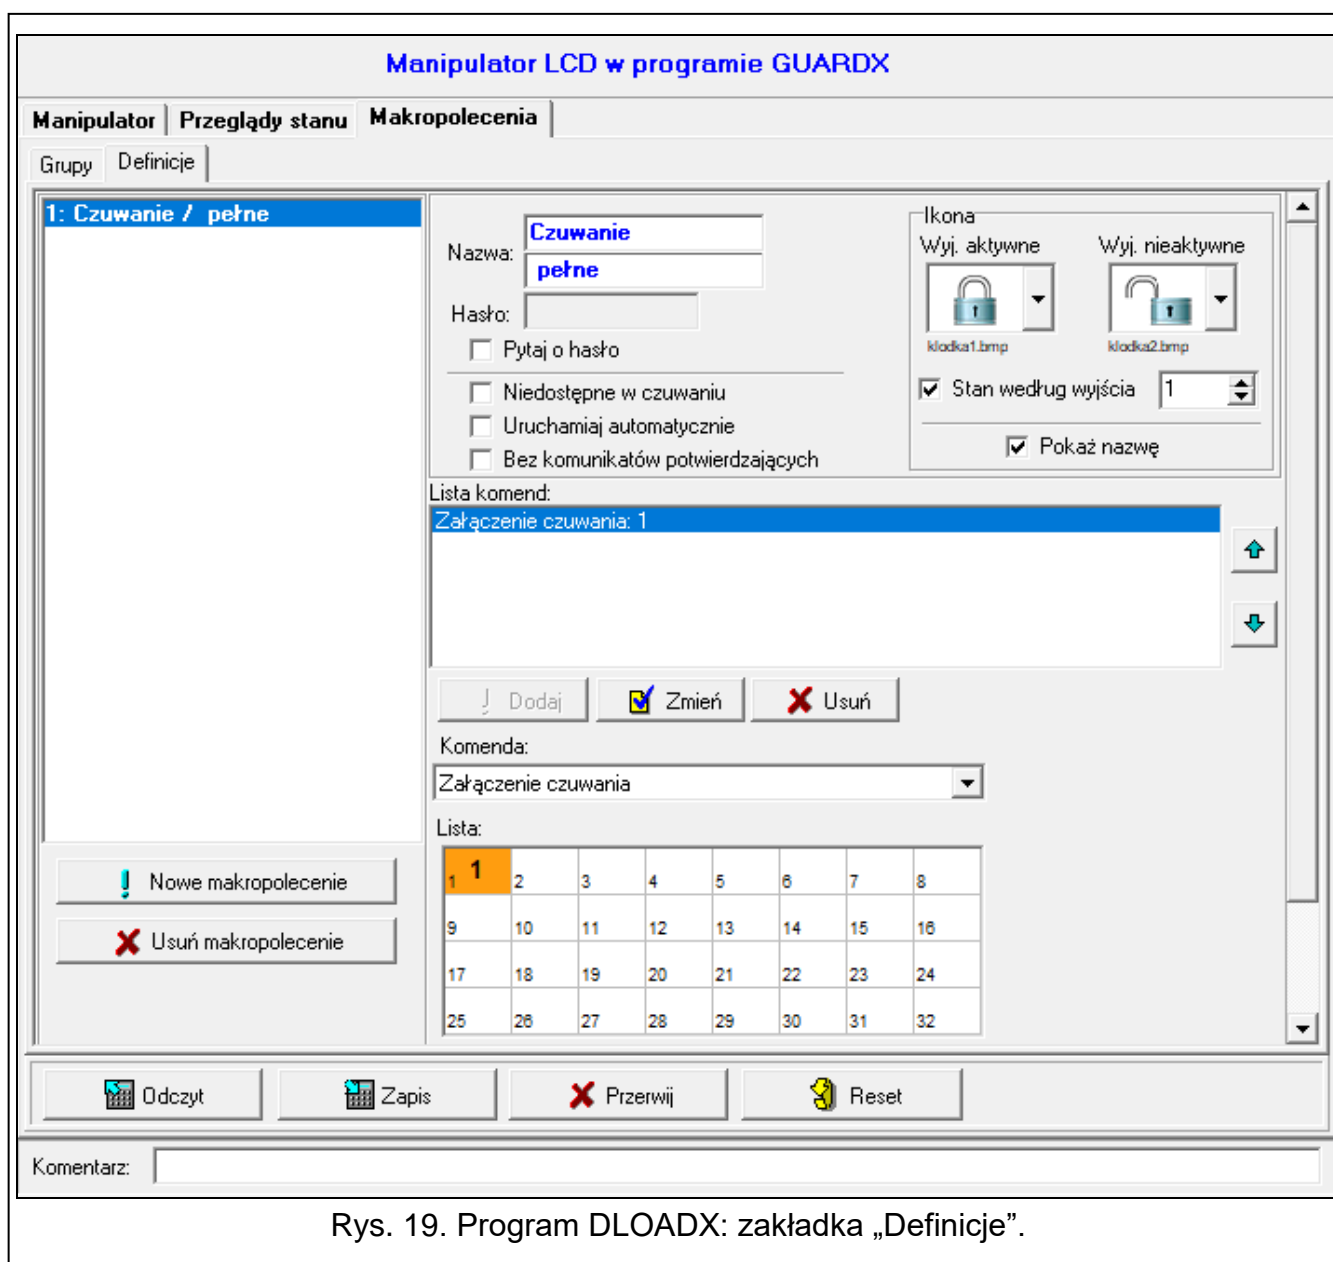 Manipulator LCD w programie GUARDX
Manipulator Przeglądy stanu Makropolecenia
Grupy Definicje
1: Czuwanie / pełne
Nazwa: Czuwanie
pełne
Hasło:
Pytaj o hasło
Niedostępne w czuwaniu
Uruchamiaj automatycznie
Bez komunikatów potwierdzających
Ikona
Wyj. aktywne Wyj. nieaktywne
klodka1.bmp klodka2.bmp
Stan według wyjścia 1
Pokaż nazwę
Lista komend:
Załączenie czuwania: 1
Dodaj Zmień Usuń
Komenda:
Załączenie czuwania
Lista:
1 1 2 3 4 5 6 7 8
9 10 11 12 13 14 15 16
17 18 19 20 21 22 23 24
25 26 27 28 29 30 31 32
Nowe makropolecenie
Usuń makropolecenie
Odczyt Zapis Przerwij Reset
Komentarz:
Rys. 19. Program DLOADX: zakładka „Definicje”.